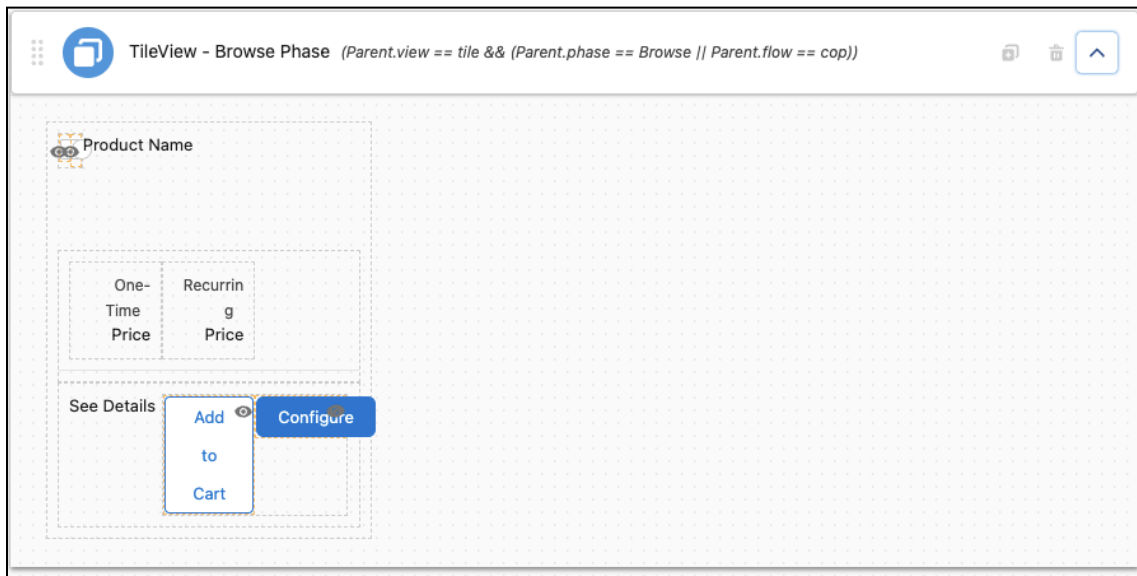 TileView - Browse Phase (Parent.view == tile && (Parent.phase == Browse || Parent.flow == cop))
Product Name
One-
Time
Price
Recurrin
g
Price
See Details
Add
to
Cart
Configure